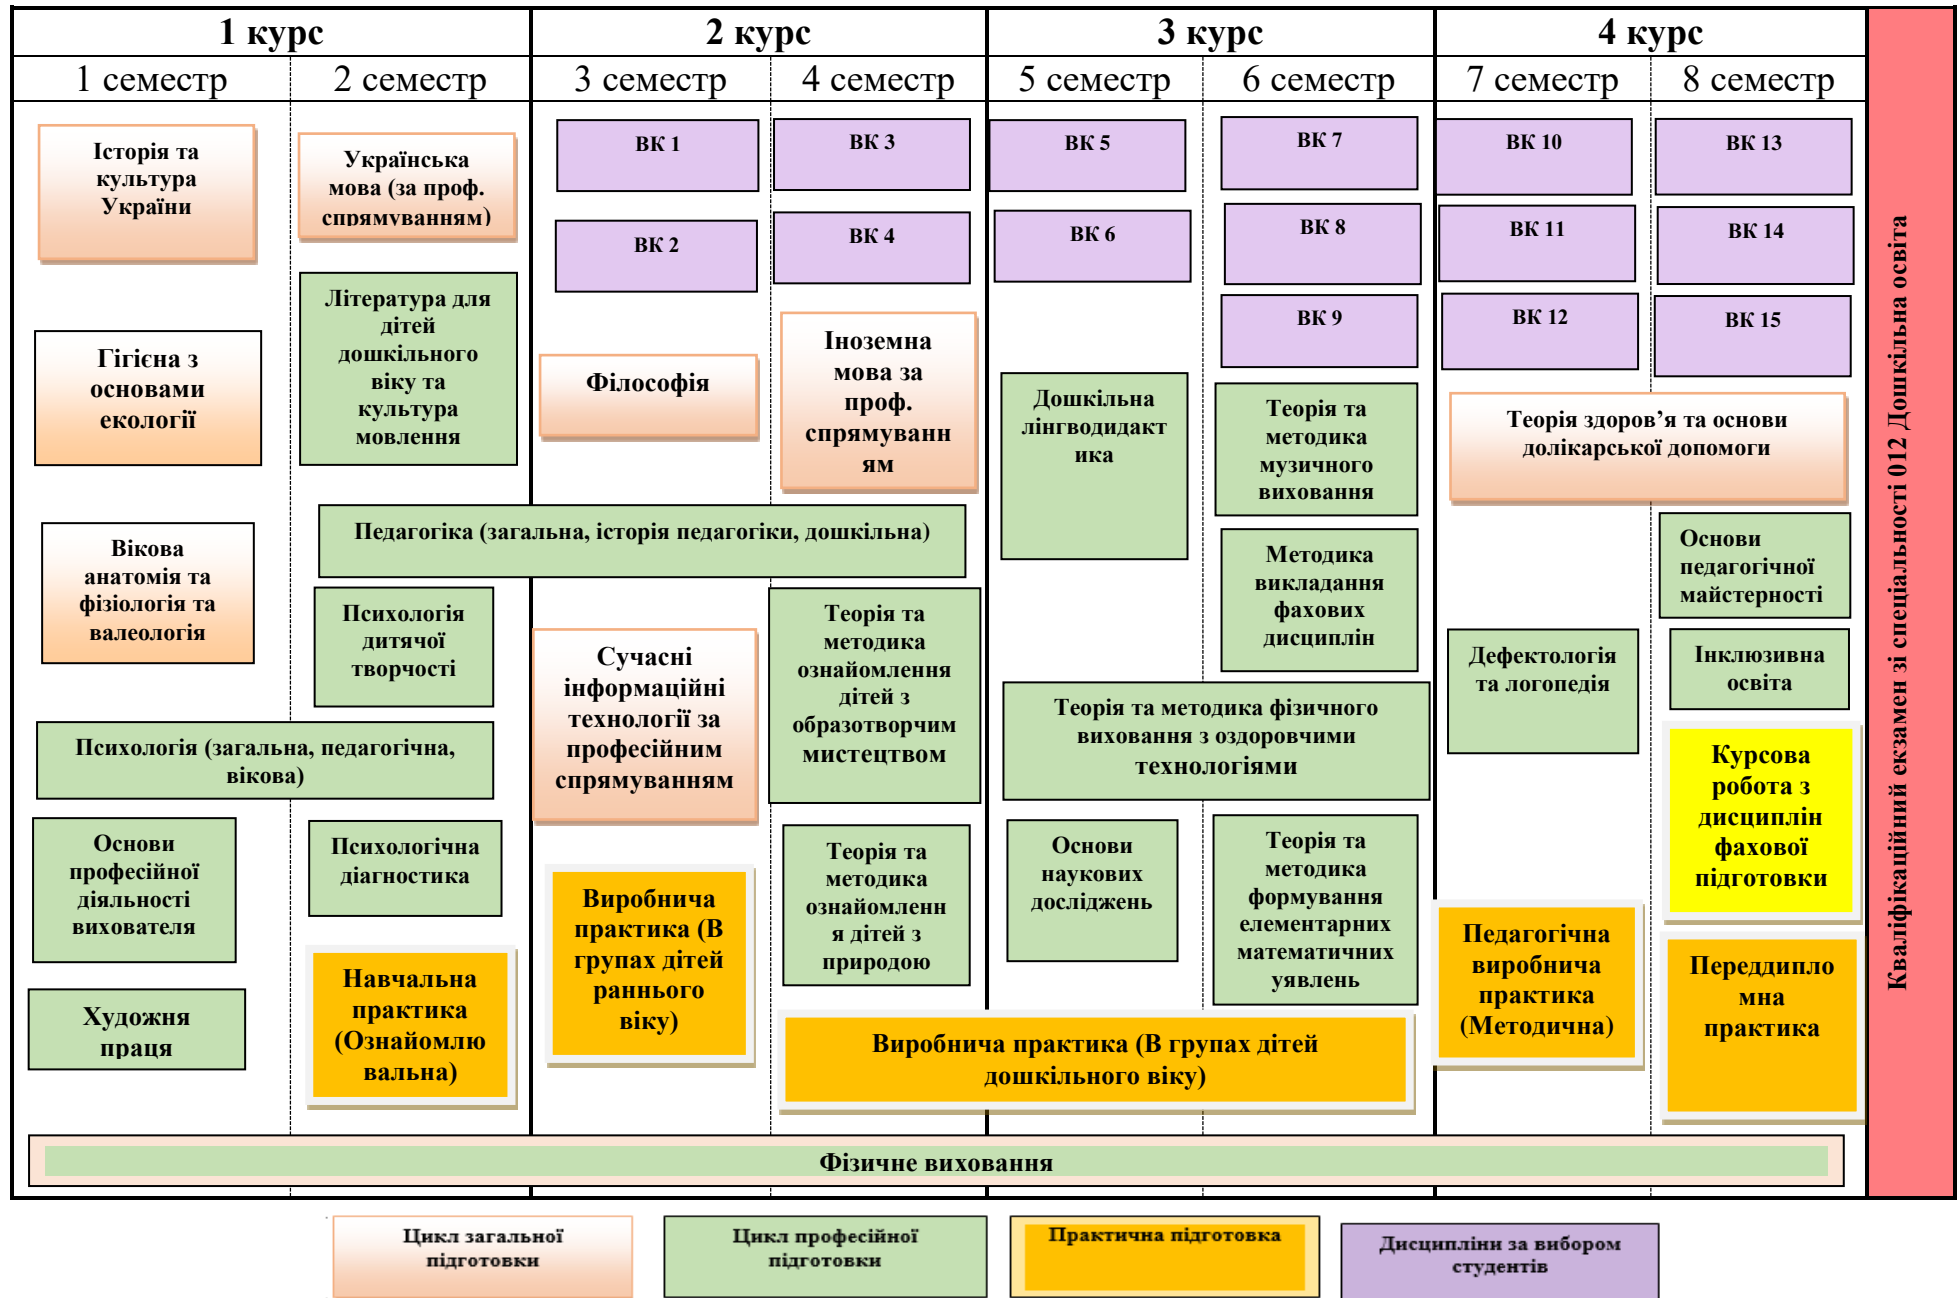 1 курс
2 курс
3 курс
4 курс
1 семестр
2 семестр
3 семестр
4 семестр
5 семестр
6 семестр
7 семестр
8 семестр
Історія та
культура
України
Гігієна з
основами
екології
Вікова
анатомія та
фізіологія та
валеологія
Психологія (загальна, педагогічна,
вікова)
Основи
професійної
діяльності
вихователя
Художня
праця
Українська
мова (за проф.
спрямуванням)
Література для
дітей
дошкільного
віку та
культура
мовлення
Педагогіка (загальна, історія педагогіки, дошкільна)
Психологія
дитячої
творчості
Психологічна
діагностика
Навчальна
практика
(Ознайомлю
вальна)
ВК 1
ВК 2
Філософія
Сучасні
інформаційні
технології за
професійним
спрямуванням
Виробнича
практика (В
групах дітей
раннього
віку)
ВК 3
ВК 4
Іноземна
мова за
проф.
спрямуванн
ям
Теорія та
методика
ознайомлення
дітей з
образотворчим
мистецтвом
Теорія та
методика
ознайомленн
я дітей з
природою
Виробнича практика (В групах дітей
дошкільного віку)
ВК 5
ВК 6
Дошкільна
лінгводидакт
ика
Теорія та методика фізичного
виховання з оздоровчими
технологіями
Основи
наукових
досліджень
ВК 7
ВК 8
ВК 9
Теорія та
методика
музичного
виховання
Методика
викладання
фахових
дисциплін
Теорія та
методика
формування
елементарних
математичних
уявлень
ВК 10
ВК 11
ВК 12
Теорія здоров’я та основи
долікарської допомоги
Дефектологія
та логопедія
Педагогічна
виробнича
практика
(Методична)
ВК 13
ВК 14
ВК 15
Основи
педагогічної
майстерності
Інклюзивна
освіта
Курсова
робота з
дисциплін
фахової
підготовки
Переддипло
мна
практика
Фізичне виховання
Кваліфікаційний екзамен зі спеціальності 012 Дошкільна освіта
Цикл загальної
підготовки
Цикл професійної
підготовки
Практична підготовка
Дисципліни за вибором
студентів